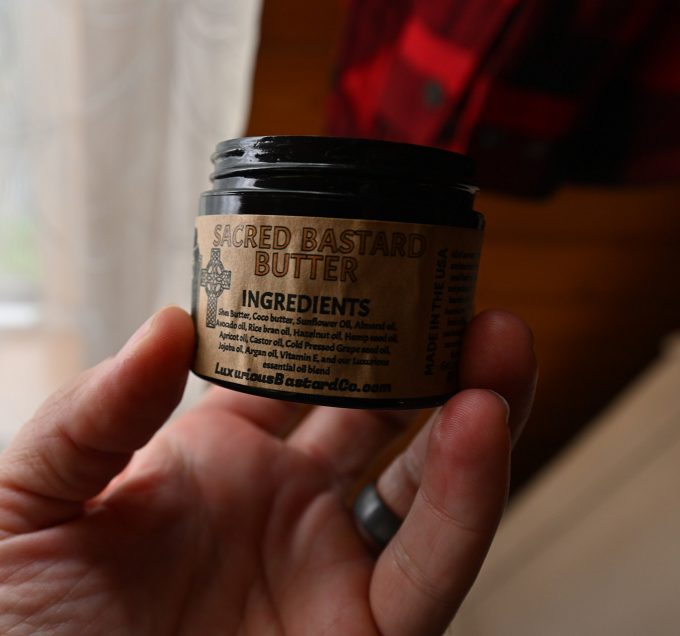 SACRED BASTARD
BUTTER
INGREDIENTS
Shea Butter, Coco butter, Sunflower Oil, Almond oil,
Avocado oil, Rice bran oil, Hazelnut oil, Hemp seed oil,
Apricot oil, Castor oil, Cold Pressed Grape seed oil,
Jojoba oil, Argan oil, Vitamin E, and our Luxurious
essential oil blend
LuxuriousBastardCo.com
MADE IN THE USA